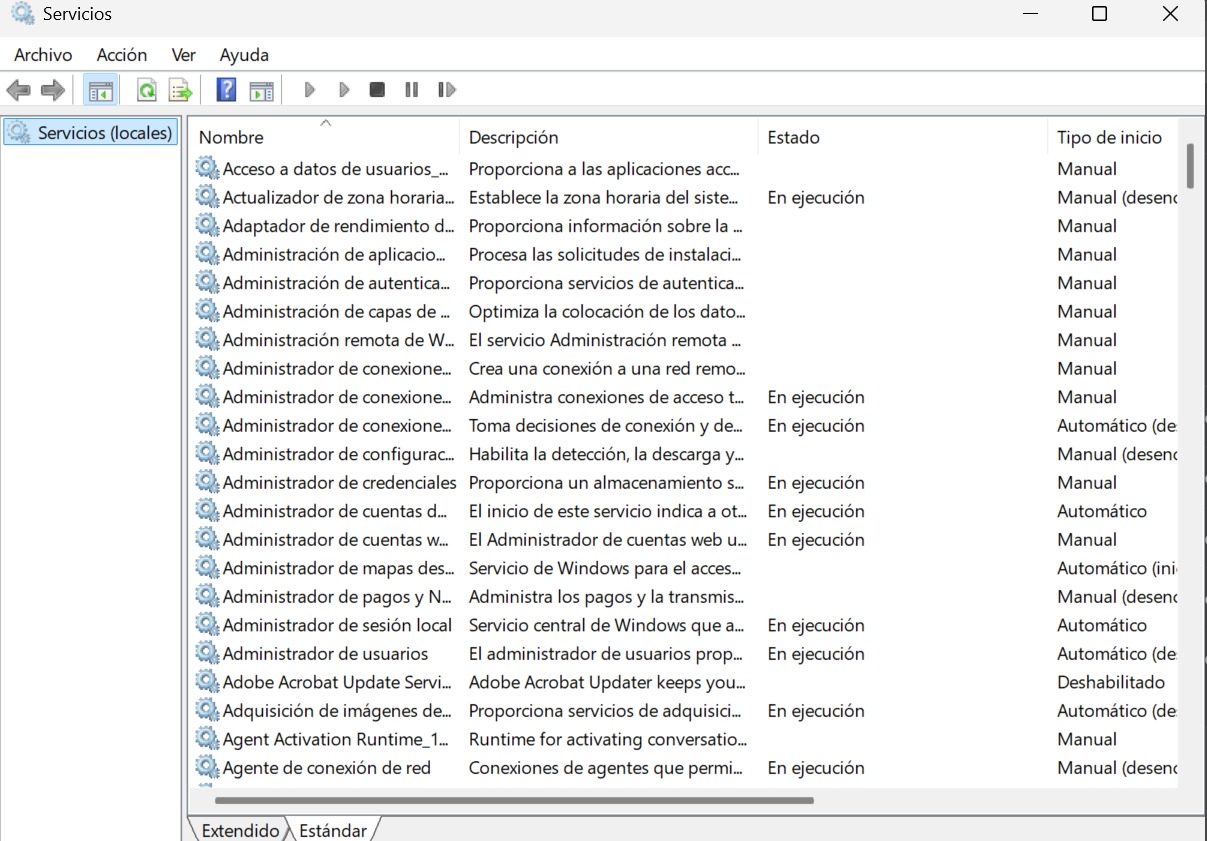 Servicios
Archivo Acción Ver Ayuda
Servicios (locales)
Nombre Descripción Estado Tipo de inicio
Acceso a datos de usuarios_... Proporciona a las aplicaciones acc... Manual
Actualizador de zona horaria... Establece la zona horaria del siste... En ejecución Manual (desenc
Adaptador de rendimiento d... Proporciona información sobre la ... Manual
Administración de aplicacio... Procesa las solicitudes de instalaci... Manual
Administración de autentica... Proporciona servicios de autentica... Manual
Administración de capas de ... Optimiza la colocación de los dato... Manual
Administración remota de W... El servicio Administración remota ... Manual
Administrador de conexione... Crea una conexión a una red remo... Manual
Administrador de conexione... Administra conexiones de acceso t... En ejecución Manual
Administrador de conexione... Toma decisiones de conexión y de... En ejecución Automático (de
Administrador de configurac... Habilita la detección, la descarga y... Manual (desenc
Administrador de credenciales Proporciona un almacenamiento s... En ejecución Manual
Administrador de cuentas d... El inicio de este servicio indica a ot... En ejecución Automático
Administrador de cuentas w... El Administrador de cuentas web u... En ejecución Manual
Administrador de mapas des... Servicio de Windows para el acces... Automático (ini
Administrador de pagos y N... Administra los pagos y la transmis... Manual (desenc
Administrador de sesión local Servicio central de Windows que a... En ejecución Automático
Administrador de usuarios El administrador de usuarios prop... En ejecución Automático (de
Adobe Acrobat Update Servi... Adobe Acrobat Updater keeps you... Deshabilitado
Adquisición de imágenes de... Proporciona servicios de adquisici... En ejecución Automático (de
Agent Activation Runtime_1... Runtime for activating conversatio... Manual
Agente de conexión de red Conexiones de agentes que permi... En ejecución Manual (desenc
Extendido Estándar